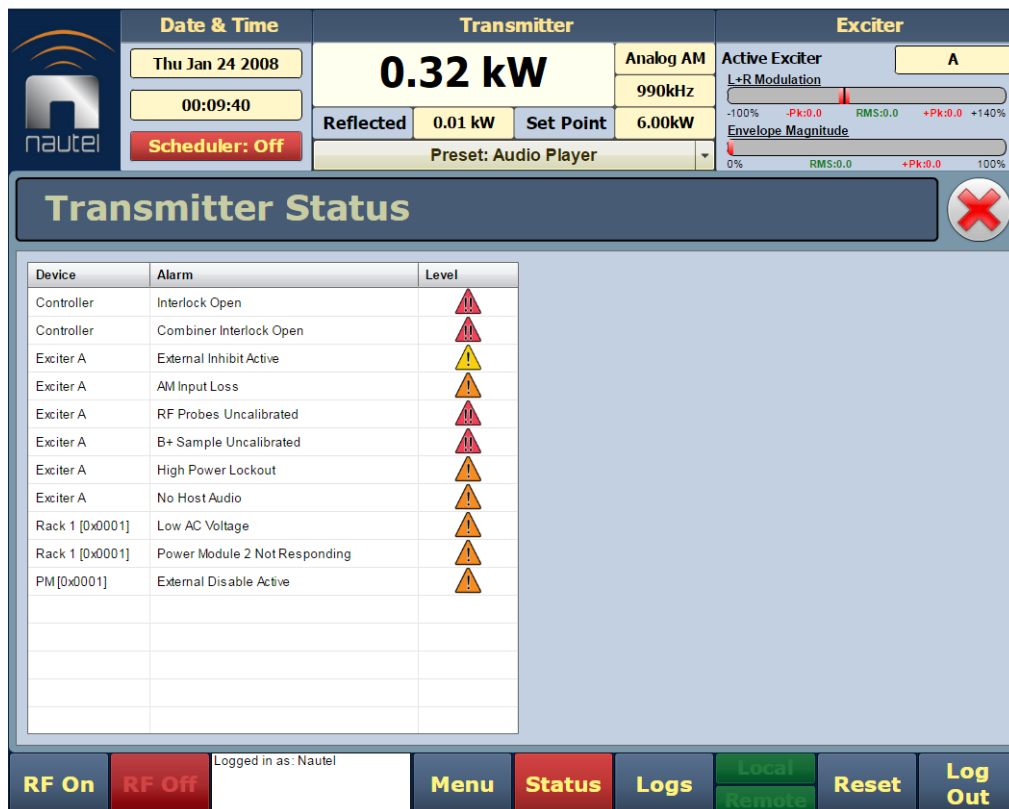 nautel
Date & Time
Thu Jan 24 2008
00:09:40
Scheduler: Off
Transmitter
0.32 kW
Analog AM
990kHz
Reflected 0.01 kW Set Point 6.00kW
Preset: Audio Player
Exciter
Active Exciter A
L+R Modulation
-100% -Pk:0.0 RMS:0.0 +Pk:0.0 +140%
Envelope Magnitude
0% RMS:0.0 +Pk:0.0 100%
Transmitter Status
Device Alarm Level
Controller Interlock Open !!
Controller Combiner Interlock Open !!
Exciter A External Inhibit Active !
Exciter A AM Input Loss !
Exciter A RF Probes Uncalibrated !!
Exciter A B+ Sample Uncalibrated !!
Exciter A High Power Lockout !
Exciter A No Host Audio !
Rack 1 [0x0001] Low AC Voltage !
Rack 1 [0x0001] Power Module 2 Not Responding !
PM [0x0001] External Disable Active !
RF On
RF Off
Logged in as: Nautel
Menu
Status
Logs
Local
Remote
Reset
Log
Out